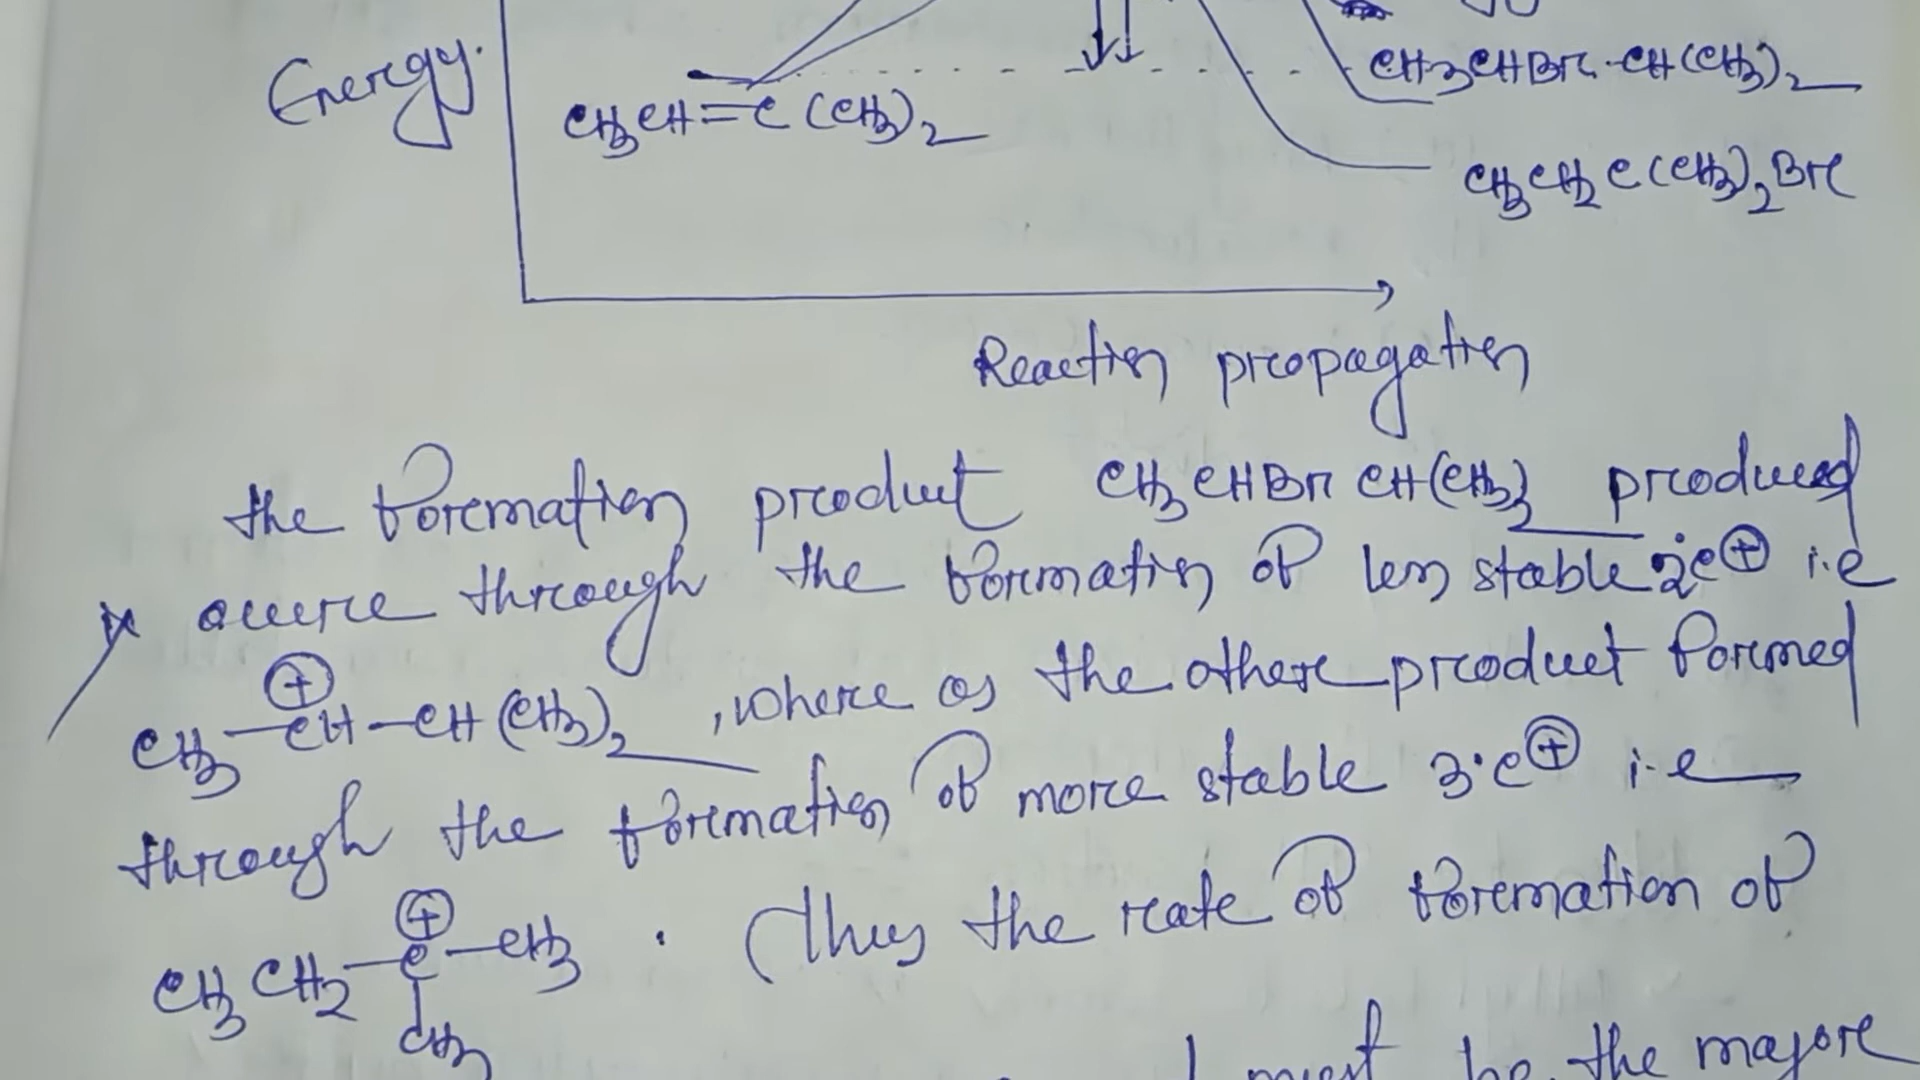 Energy.
CH3CHBr.-CH(CH3)2
CH3CH=C(CH3)2
CH3CH2C(CH3)2Br
Reaction propagation
the formation product CH3CHBrCH(CH3)2 produced
occure through the formation of less stable 2°C⊕ i.e
⊕
CH3-CH-CH(CH3)2, where as the other product formed
through the formation of more stable 3°C⊕ i.e
⊕
CH3CH2-C-CH3. Thus the rate of formation of
CH3
must be the majore